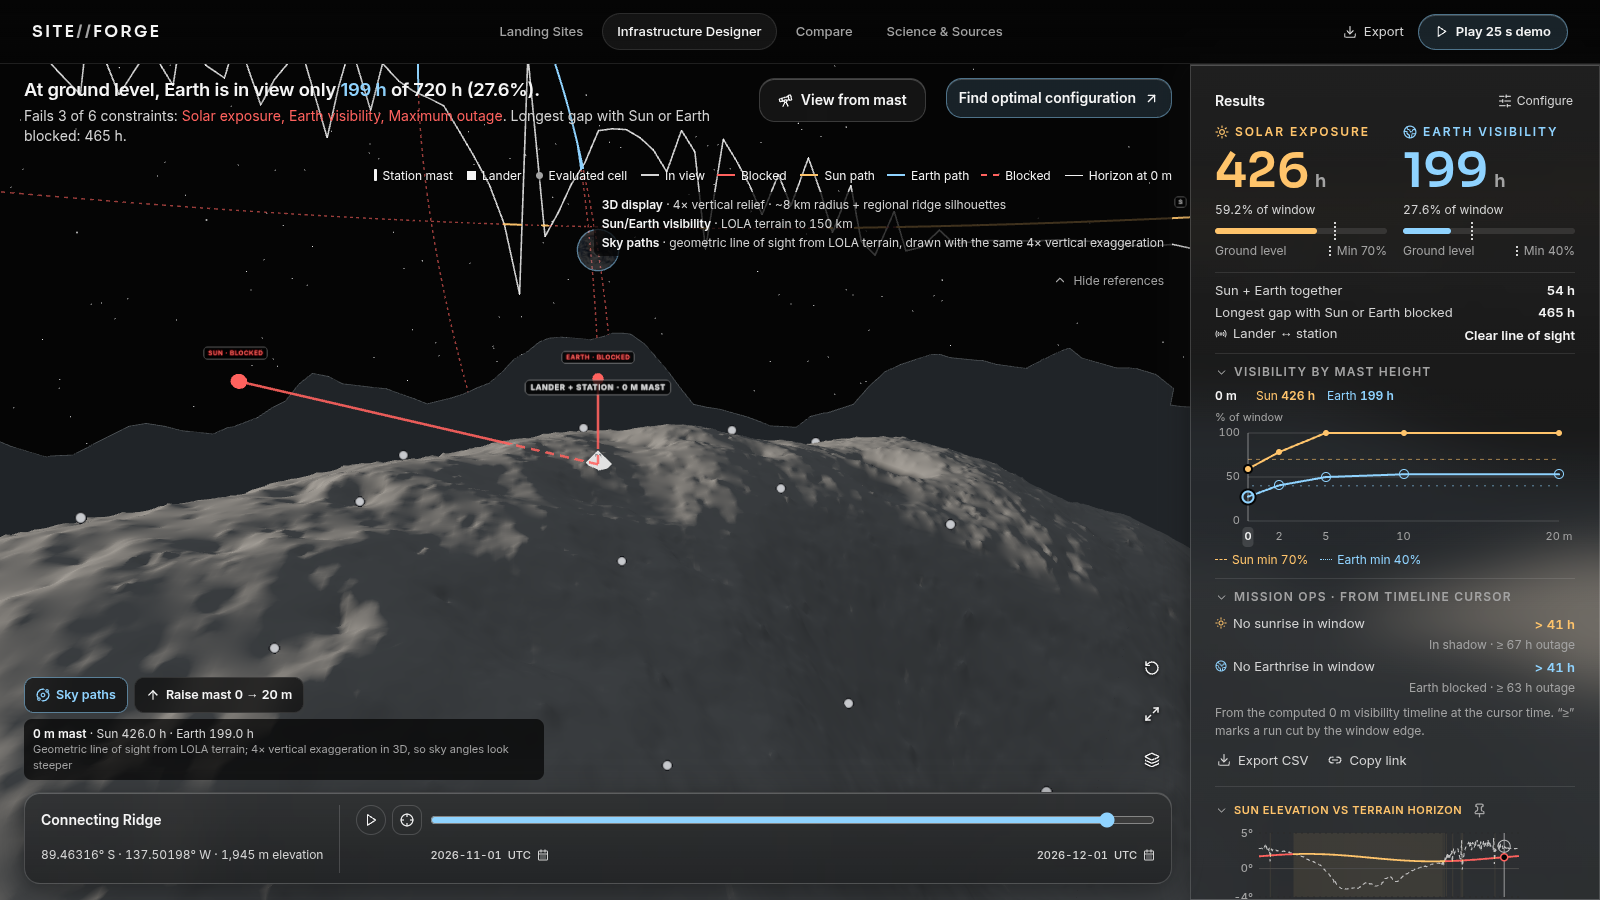 SITE//FORGE
Landing Sites
Infrastructure Designer
Compare
Science & Sources
Export
Play 25 s demo
At ground level, Earth is in view only 199 h of 720 h (27.6%).
Fails 3 of 6 constraints: Solar exposure, Earth visibility, Maximum outage. Longest gap with Sun or Earth
blocked: 465 h.
View from mast
Find optimal configuration
Station mast
Lander
Evaluated cell
In view
Blocked
Sun path
Earth path
Blocked
Horizon at 0 m
3D display · 4× vertical relief · ~8 km radius + regional ridge silhouettes
Sun/Earth visibility · LOLA terrain to 150 km
Sky paths · geometric line of sight from LOLA terrain, drawn with the same 4× vertical exaggeration
Hide references
SUN · BLOCKED
EARTH · BLOCKED
LANDER + STATION · 0 M MAST
Sky paths
Raise mast 0 → 20 m
0 m mast · Sun 426.0 h · Earth 199.0 h
Geometric line of sight from LOLA terrain; 4× vertical exaggeration in 3D, so sky angles look
steeper
Connecting Ridge
89.46316° S · 137.50198° W · 1,945 m elevation
2026-11-01 UTC
2026-12-01 UTC
Results
Configure
SOLAR EXPOSURE
EARTH VISIBILITY
426 h
199 h
59.2% of window
27.6% of window
Ground level
Min 70%
Ground level
Min 40%
Sun + Earth together
54 h
Longest gap with Sun or Earth blocked
465 h
Lander ↔ station
Clear line of sight
VISIBILITY BY MAST HEIGHT
0 m Sun 426 h Earth 199 h
% of window
100
50
0
0 2 5 10 20 m
Sun min 70%
Earth min 40%
MISSION OPS · FROM TIMELINE CURSOR
No sunrise in window
> 41 h
In shadow · ≥ 67 h outage
No Earthrise in window
> 41 h
Earth blocked · ≥ 63 h outage
From the computed 0 m visibility timeline at the cursor time. “≥”
marks a run cut by the window edge.
Export CSV
Copy link
SUN ELEVATION VS TERRAIN HORIZON
5°
0°
-4°